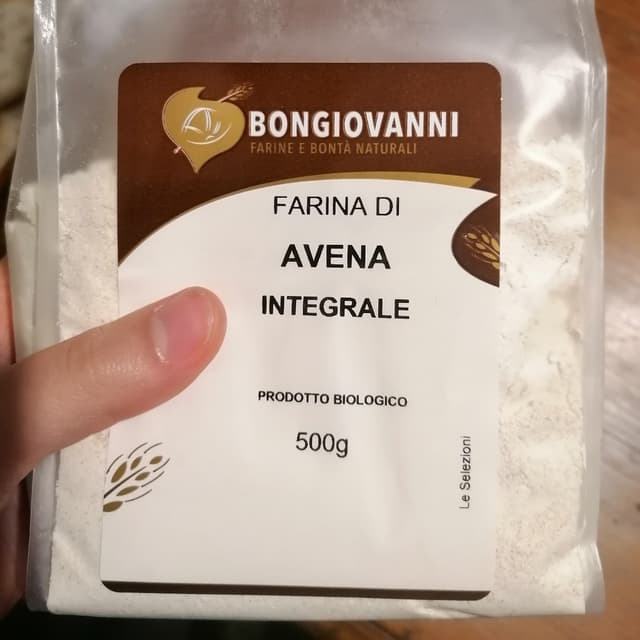 BONGIOVANNI
FARINE E BONTÀ NATURALI
FARINA DI
AVENA
INTEGRALE
PRODOTTO BIOLOGICO
500g
Le Selezioni